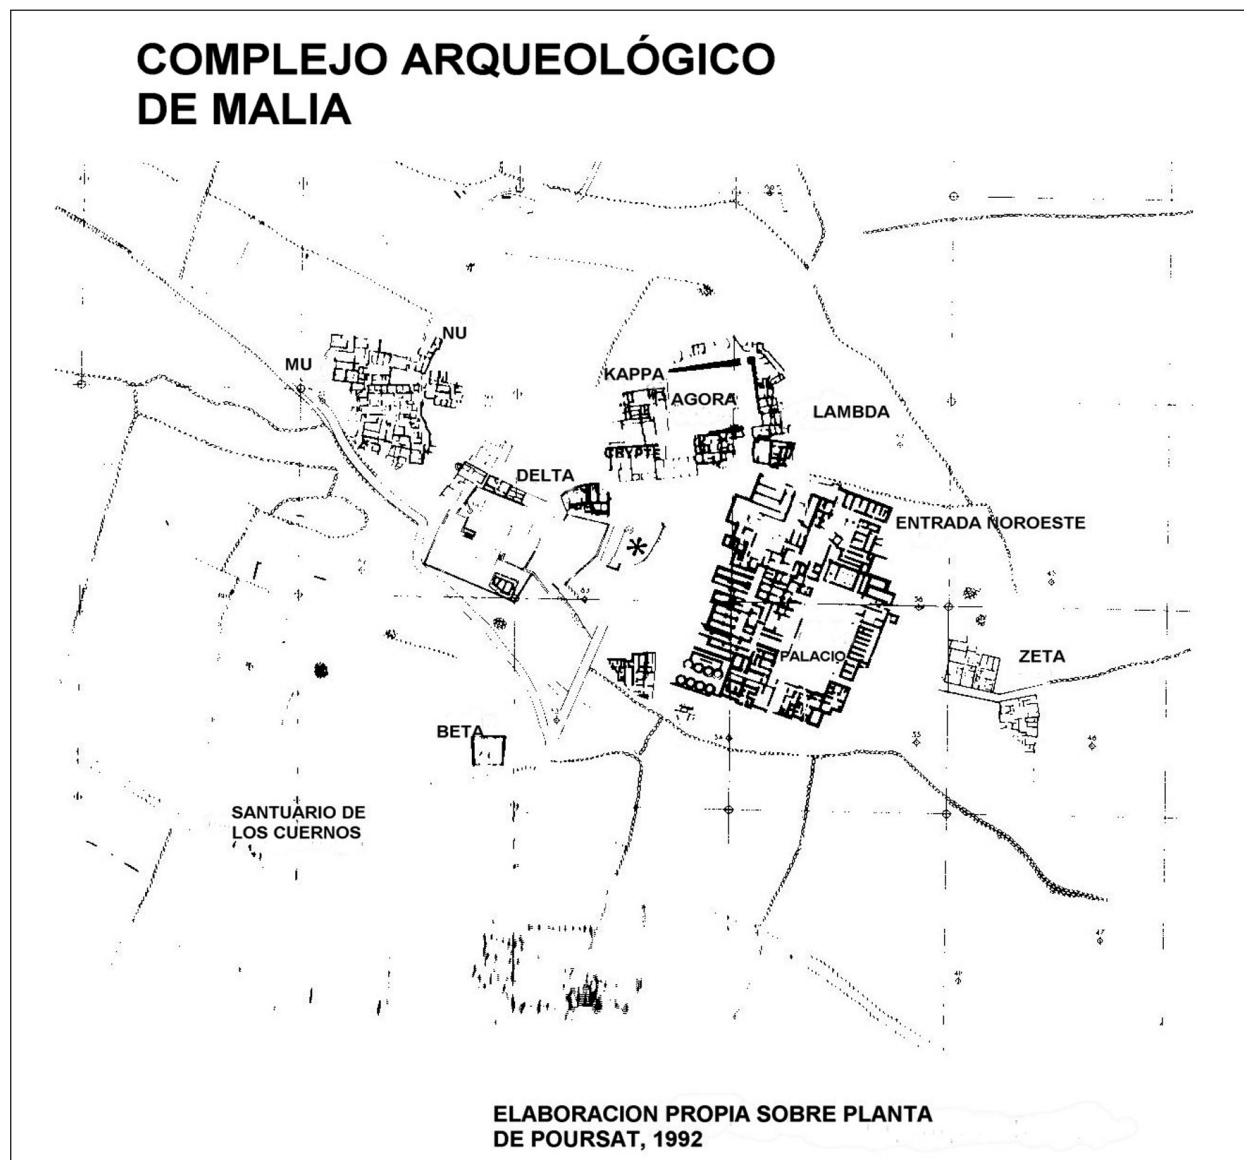 COMPLEJO ARQUEOLÓGICO
DE MALIA
NU
MU
KAPPA
AGORA
LAMBDA
CRYPTE
DELTA
ENTRADA NOROESTE
PALACIO
ZETA
BETA
SANTUARIO DE
LOS CUERNOS
ELABORACION PROPIA SOBRE PLANTA
DE POURSAT, 1992